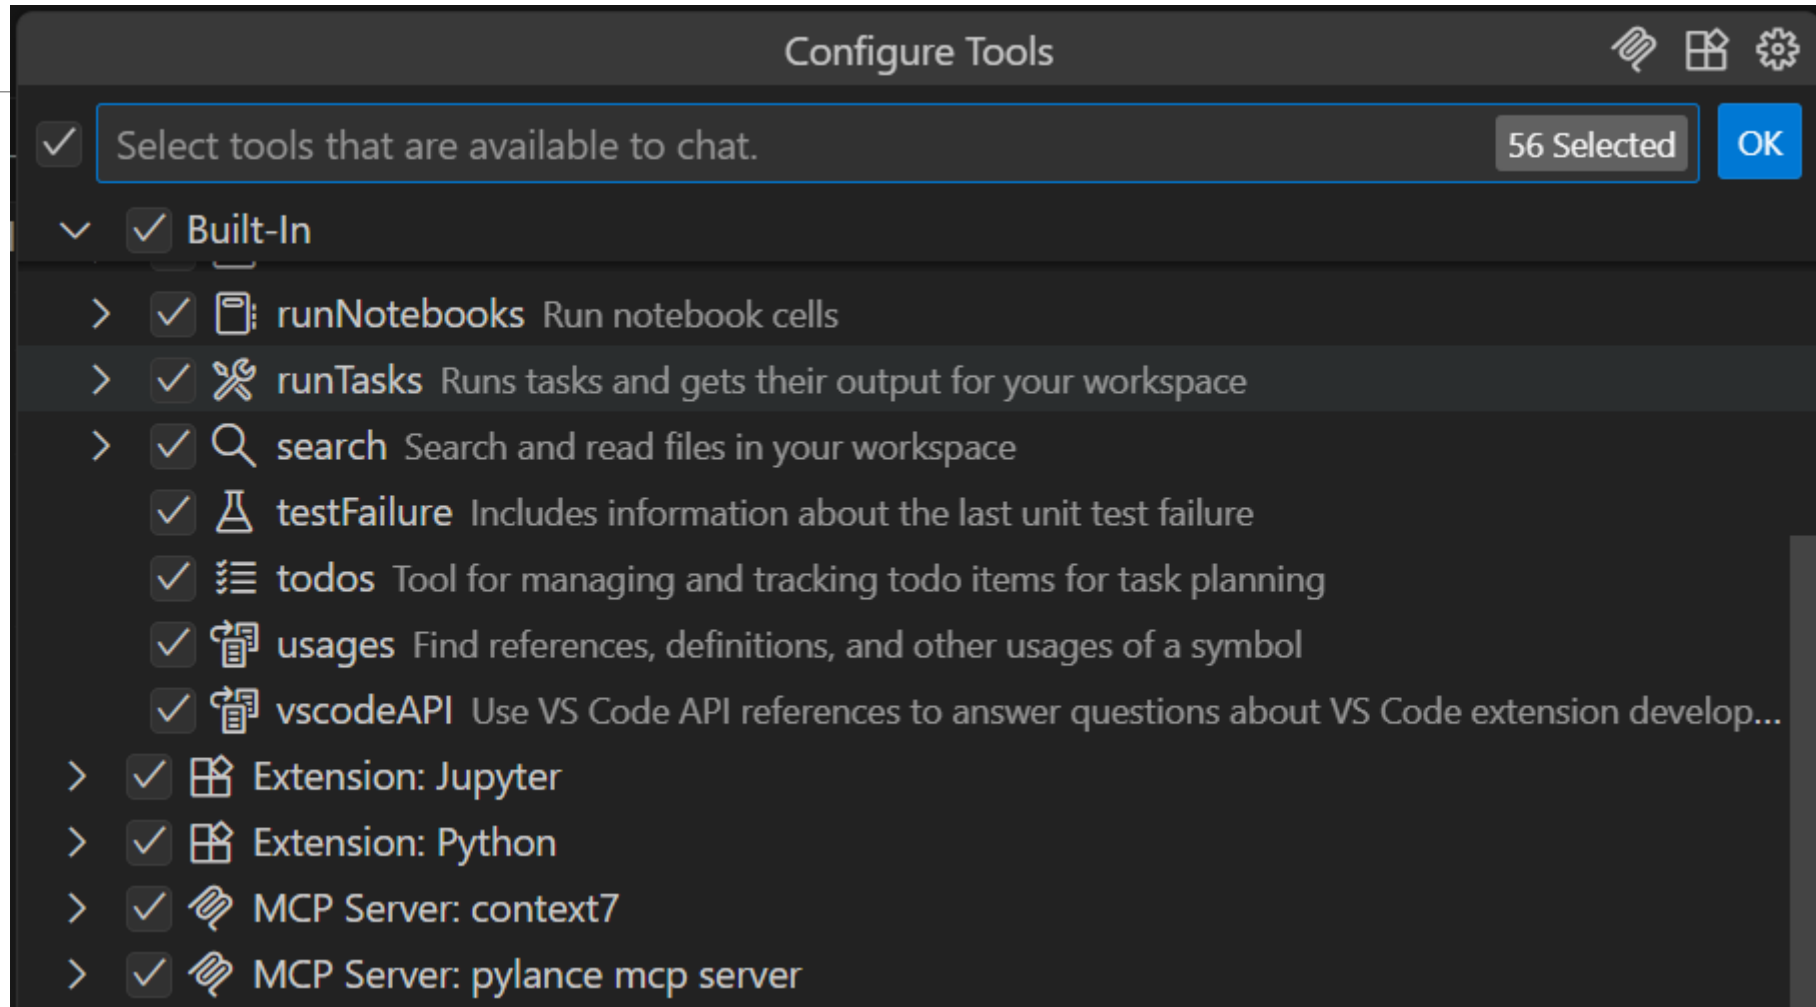 Configure Tools
Select tools that are available to chat.
56 Selected
OK
Built-In
runNotebooks Run notebook cells
runTasks Runs tasks and gets their output for your workspace
search Search and read files in your workspace
testFailure Includes information about the last unit test failure
todos Tool for managing and tracking todo items for task planning
usages Find references, definitions, and other usages of a symbol
vscodeAPI Use VS Code API references to answer questions about VS Code extension develop...
Extension: Jupyter
Extension: Python
MCP Server: context7
MCP Server: pylance mcp server